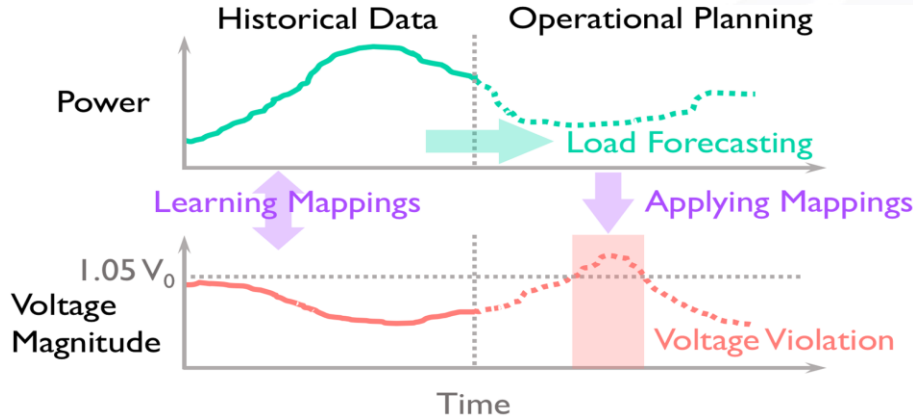 Historical Data
Operational Planning
Power
Load Forecasting
Learning Mappings
Applying Mappings
1.05 V₀
Voltage
Magnitude
Voltage Violation
Time